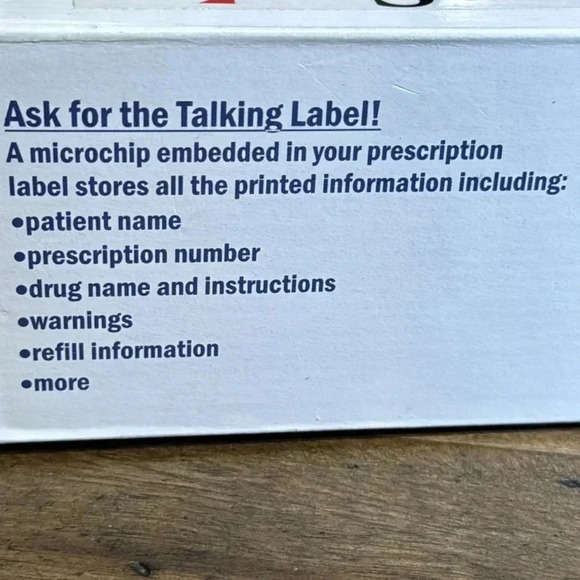 Ask for the Talking Label!
A microchip embedded in your prescription
label stores all the printed information including:
•patient name
•prescription number
•drug name and instructions
•warnings
•refill information
•more